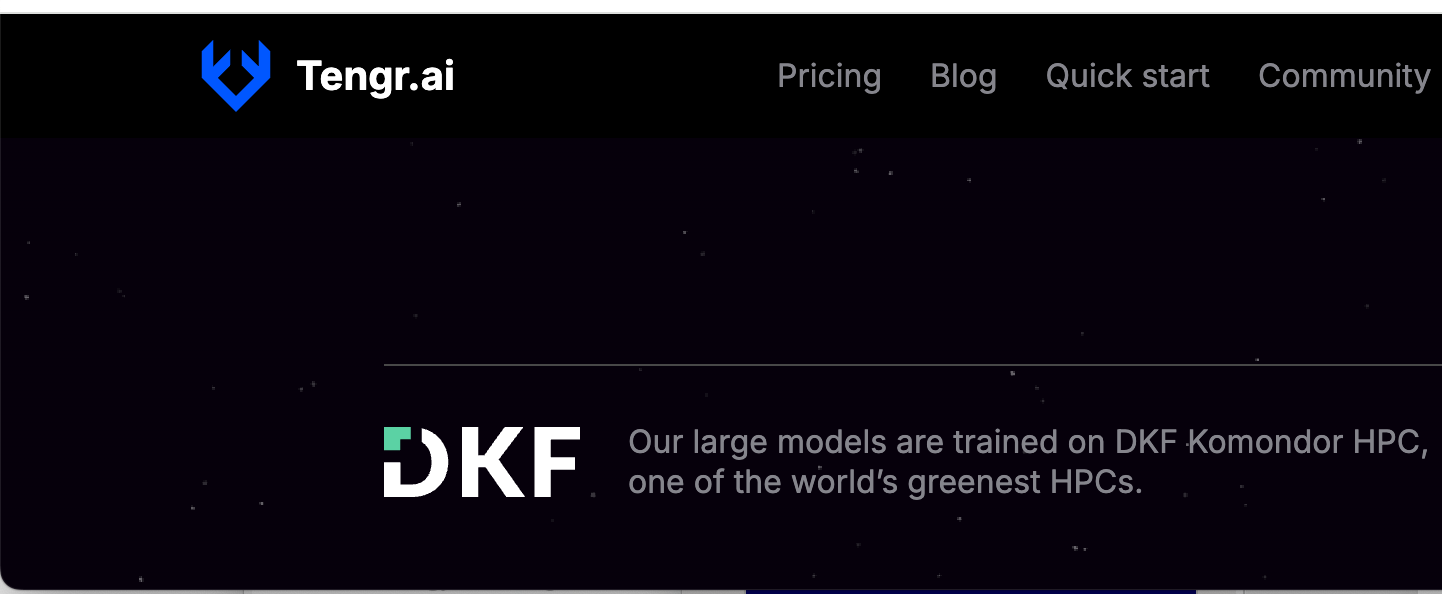 Tengr.ai
Pricing Blog Quick start Community
DKF
Our large models are trained on DKF Komondor HPC,
one of the world’s greenest HPCs.